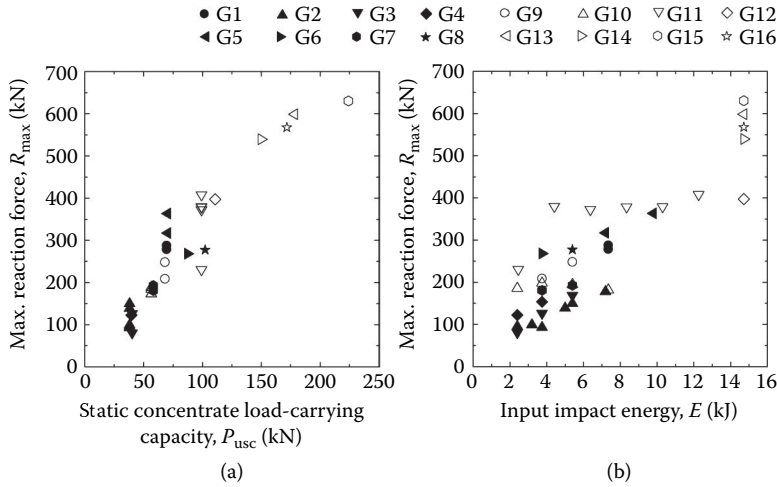 G1 G2 G3 G4 G9 G10 G11 G12
G5 G6 G7 G8 G13 G14 G15 G16
700
600
500
400
300
200
100
0
Max. reaction force, Rmax (kN)
0 50 100 150 200 250
Static concentrate load-carrying
capacity, Pusc (kN)
(a)
700
600
500
400
300
200
100
0
Max. reaction force, Rmax (kN)
0 2 4 6 8 10 12 14 16
Input impact energy, E (kJ)
(b)